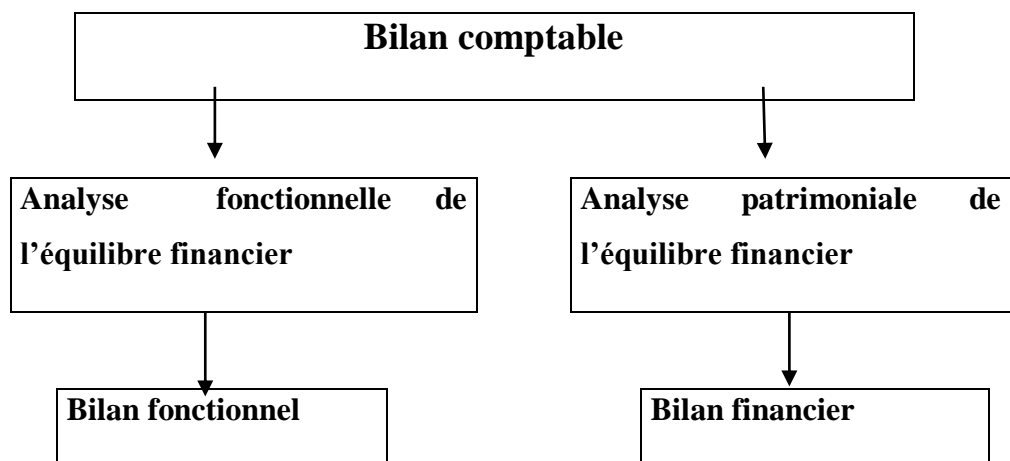 Bilan comptable
Analyse fonctionnelle de
l’équilibre financier
Analyse patrimoniale de
l’équilibre financier
Bilan fonctionnel
Bilan financier